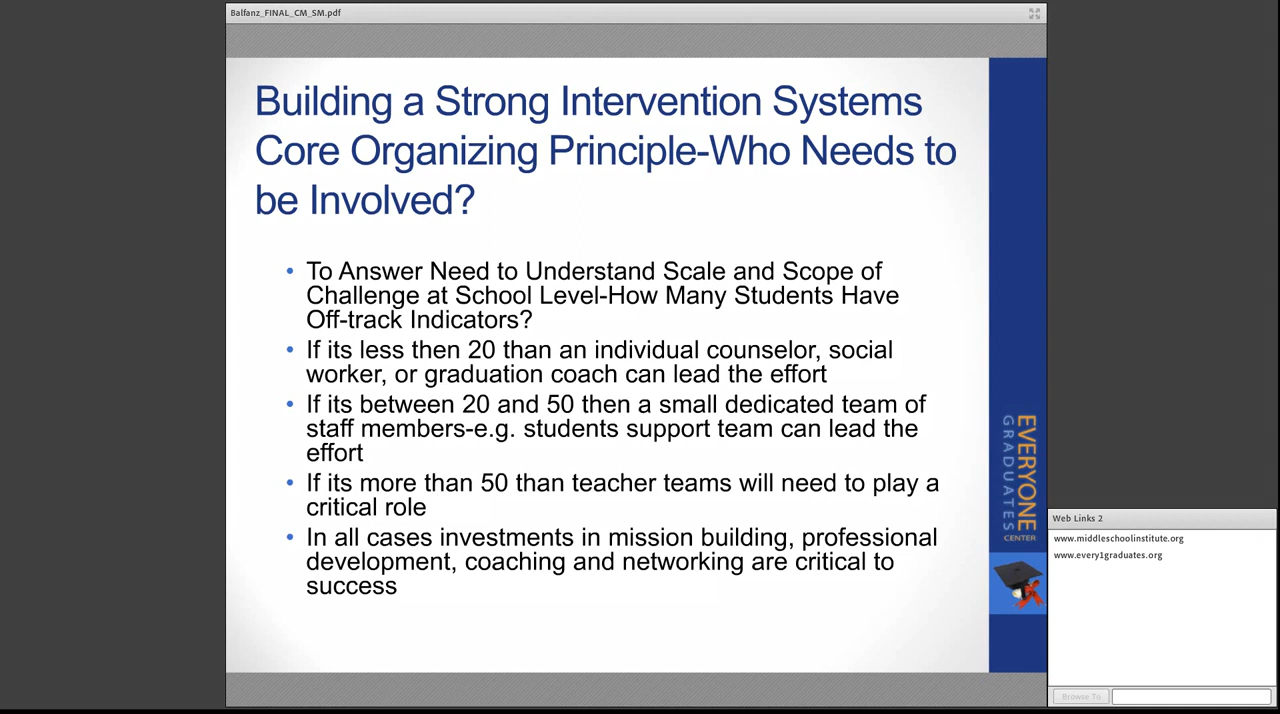 Balfanz_FINAL_CM_SM.pdf
Building a Strong Intervention Systems
Core Organizing Principle-Who Needs to
be Involved?
• To Answer Need to Understand Scale and Scope of
Challenge at School Level-How Many Students Have
Off-track Indicators?
• If its less then 20 than an individual counselor, social
worker, or graduation coach can lead the effort
• If its between 20 and 50 then a small dedicated team of
staff members-e.g. students support team can lead the
effort
• If its more than 50 than teacher teams will need to play a
critical role
• In all cases investments in mission building, professional
development, coaching and networking are critical to
success
EVERYONE
GRADUATES
CENTER
Web Links 2
www.middleschoolinstitute.org
www.every1graduates.org
Browse To